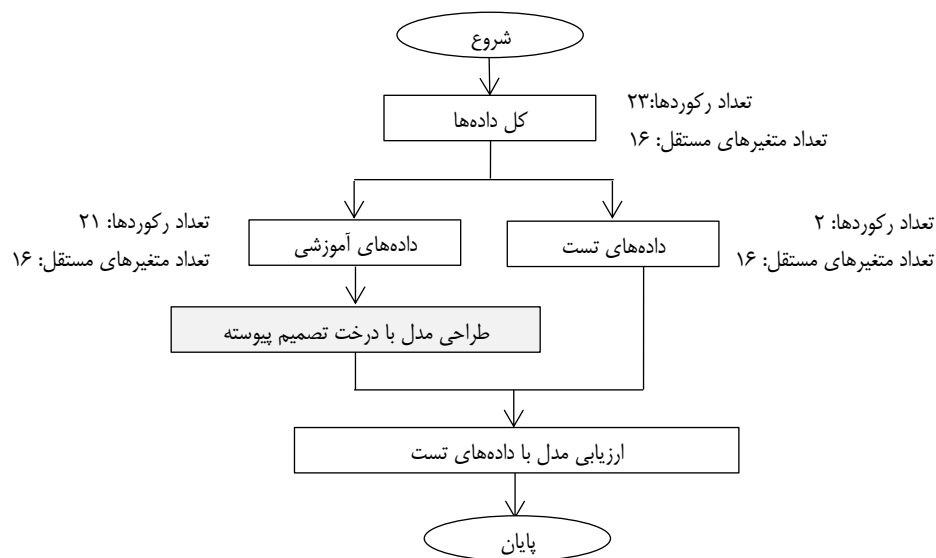 شروع
کل داده‌ها
تعداد رکوردها:۲۳
تعداد متغیرهای مستقل: ۱۶
تعداد رکوردها: ۲
تعداد متغیرهای مستقل: ۱۶
داده‌های تست
داده‌های آموزشی
تعداد رکوردها: ۲۱
تعداد متغیرهای مستقل: ۱۶
طراحی مدل با درخت تصمیم پیوسته
ارزیابی مدل با داده‌های تست
پایان